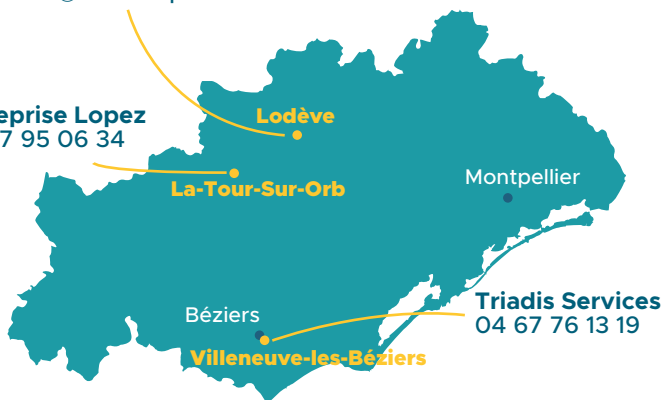 Lodève
eprise Lopez
7 95 06 34
La-Tour-Sur-Orb
Montpellier
Béziers
Triadis Services
04 67 76 13 19
Villeneuve-les-Béziers